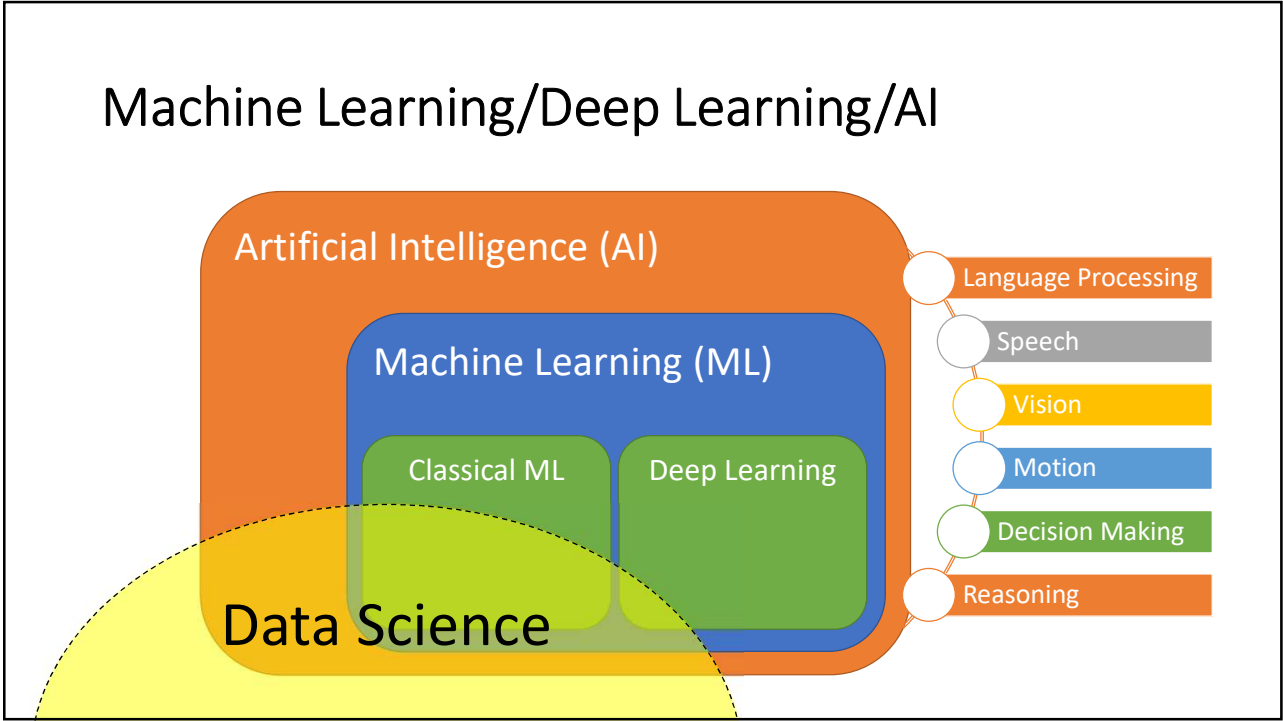 Machine Learning/Deep Learning/AI
Artificial Intelligence (AI)
Machine Learning (ML)
Classical ML
Deep Learning
Data Science
Language Processing
Speech
Vision
Motion
Decision Making
Reasoning